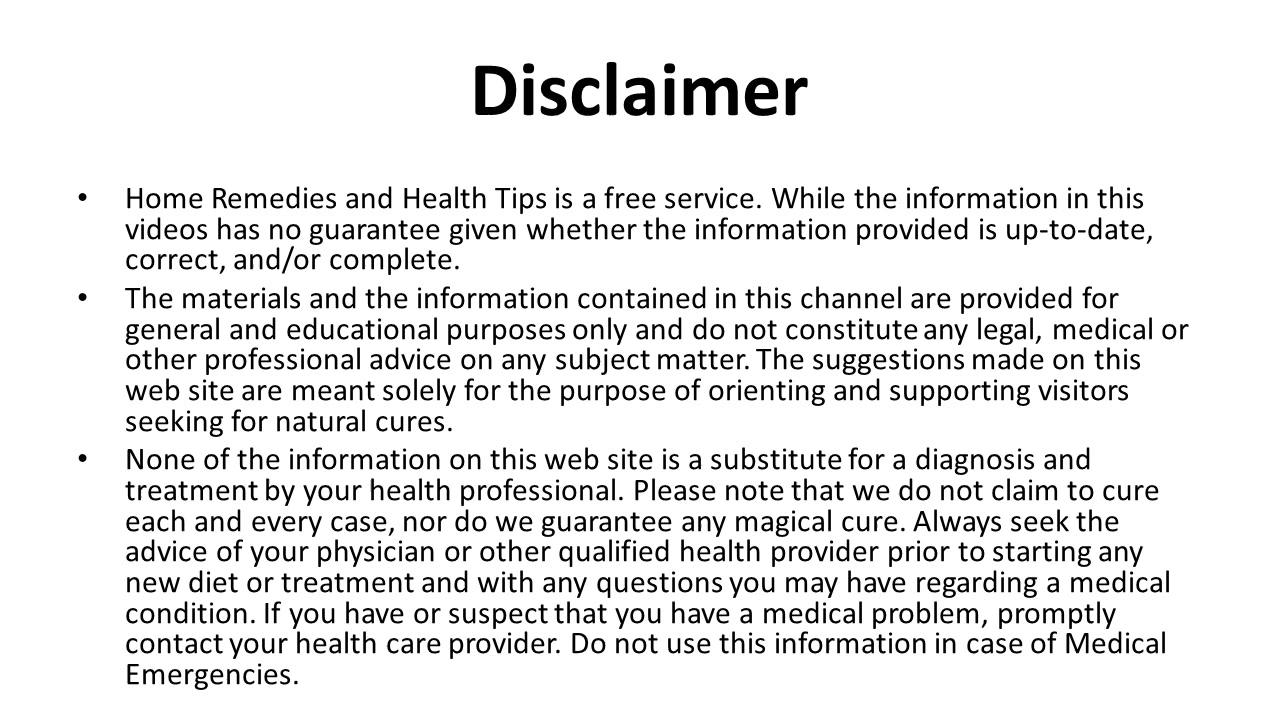 Disclaimer
• Home Remedies and Health Tips is a free service. While the information in this
videos has no guarantee given whether the information provided is up-to-date,
correct, and/or complete.
• The materials and the information contained in this channel are provided for
general and educational purposes only and do not constitute any legal, medical or
other professional advice on any subject matter. The suggestions made on this
web site are meant solely for the purpose of orienting and supporting visitors
seeking for natural cures.
• None of the information on this web site is a substitute for a diagnosis and
treatment by your health professional. Please note that we do not claim to cure
each and every case, nor do we guarantee any magical cure. Always seek the
advice of your physician or other qualified health provider prior to starting any
new diet or treatment and with any questions you may have regarding a medical
condition. If you have or suspect that you have a medical problem, promptly
contact your health care provider. Do not use this information in case of Medical
Emergencies.